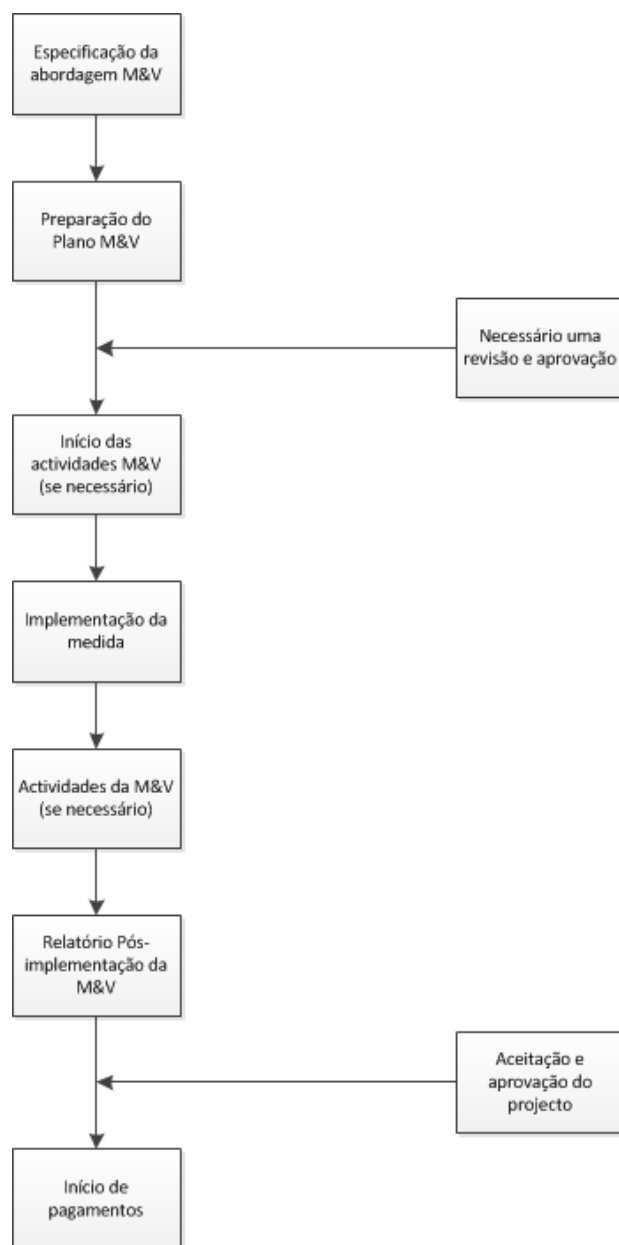 Especificação da
abordagem M&V
Preparação do
Plano M&V
Necessário uma
revisão e aprovação
Início das
actividades M&V
(se necessário)
Implementação da
medida
Actividades da M&V
(se necessário)
Relatório Pós-
implementação da
M&V
Aceitação e
aprovação do
projecto
Início de
pagamentos